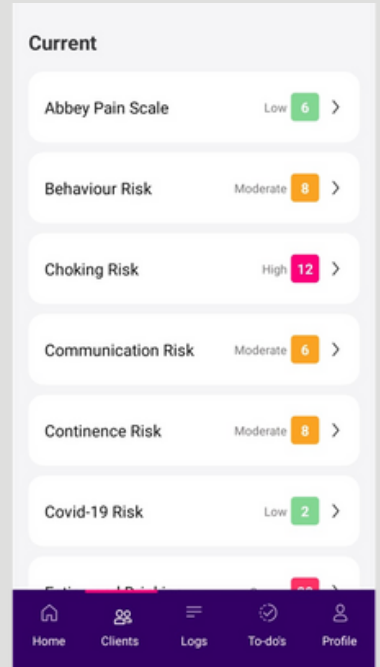 Current
Abbey Pain Scale Low 6
Behaviour Risk Moderate 8
Choking Risk High 12
Communication Risk Moderate 6
Continence Risk Moderate 8
Covid-19 Risk Low 2
Home Clients Logs To-do's Profile